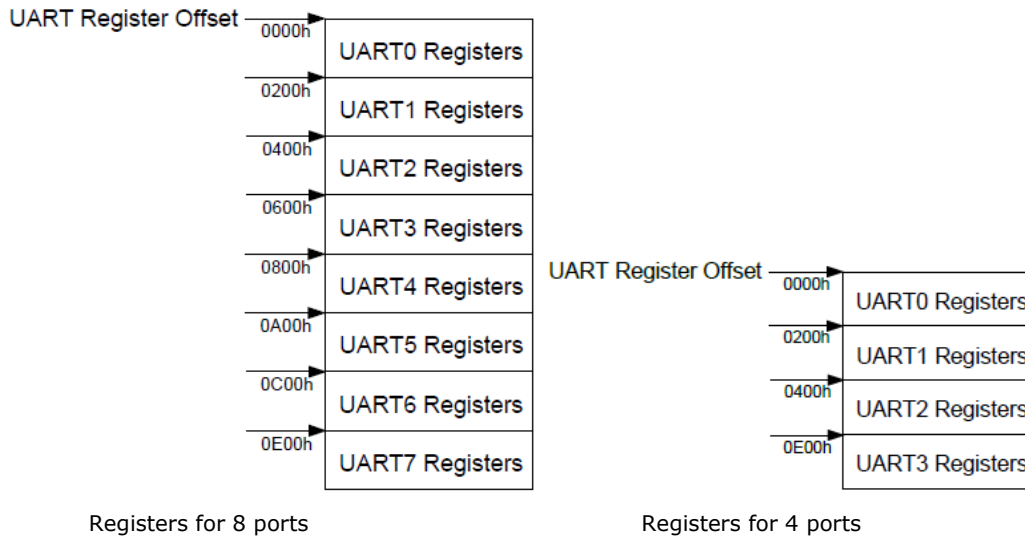 UART Register Offset
0000h
UART0 Registers
0200h
UART1 Registers
0400h
UART2 Registers
0600h
UART3 Registers
0800h
UART4 Registers
0A00h
UART5 Registers
0C00h
UART6 Registers
0E00h
UART7 Registers
Registers for 8 ports
UART Register Offset
0000h
UART0 Registers
0200h
UART1 Registers
0400h
UART2 Registers
0E00h
UART3 Registers
Registers for 4 ports